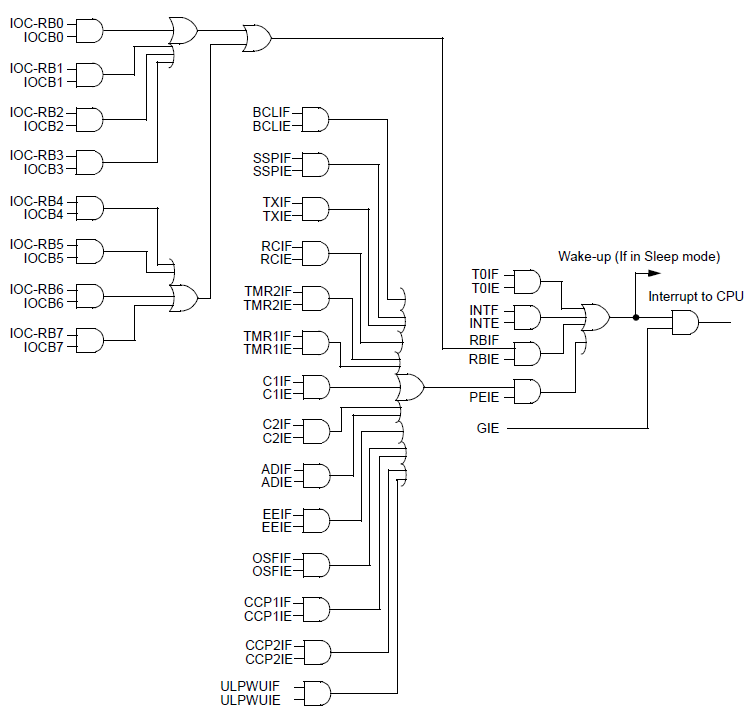 IOC-RB0
IOCB0
IOC-RB1
IOCB1
IOC-RB2
IOCB2
IOC-RB3
IOCB3
IOC-RB4
IOCB4
IOC-RB5
IOCB5
IOC-RB6
IOCB6
IOC-RB7
IOCB7
BCLIF
BCLIE
SSPIF
SSPIE
TXIF
TXIE
RCIF
RCIE
TMR2IF
TMR2IE
TMR1IF
TMR1IE
C1IF
C1IE
C2IF
C2IE
ADIF
ADIE
EEIF
EEIE
OSFIF
OSFIE
CCP1IF
CCP1IE
CCP2IF
CCP2IE
ULPWUIF
ULPWUIE
T0IF
T0IE
INTF
INTE
RBIF
RBIE
PEIE
GIE
Wake-up (If in Sleep mode)
Interrupt to CPU